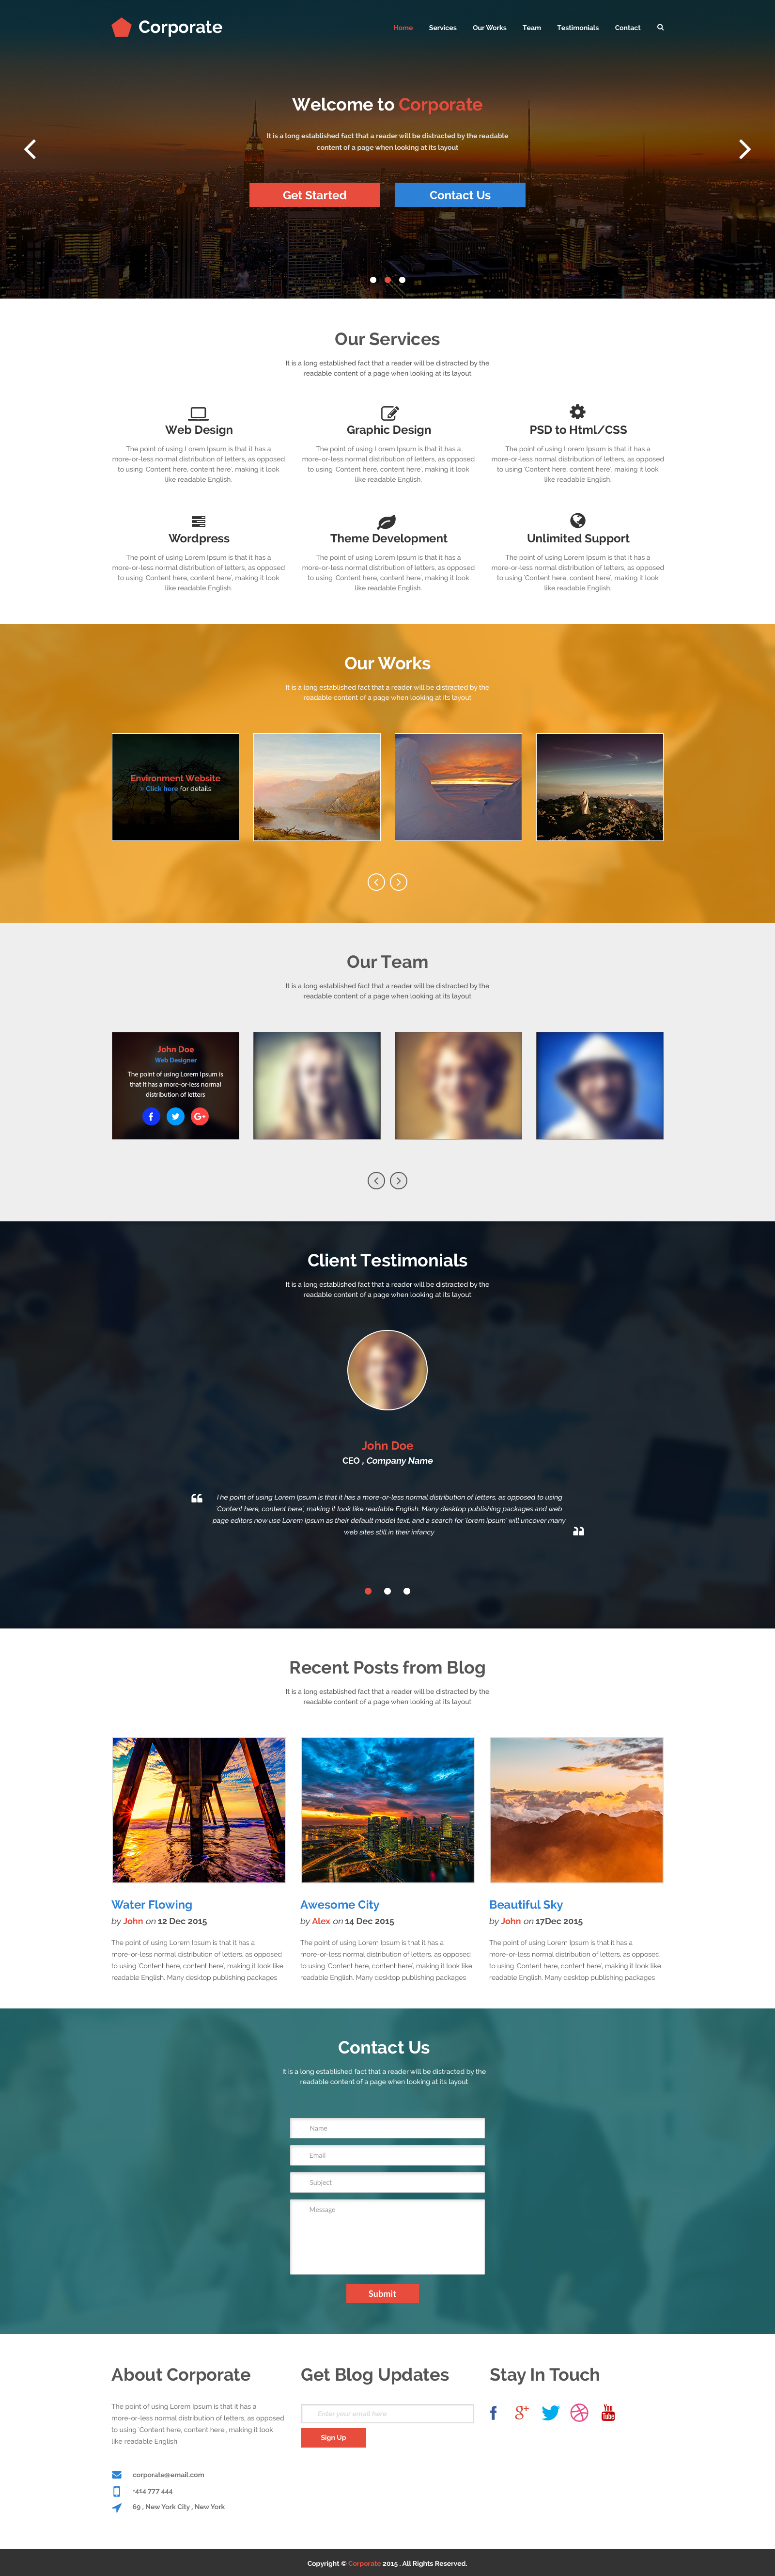 Corporate
Home Services Our Works Team Testimonials Contact
Welcome to Corporate
It is a long established fact that a reader will be distracted by the readable
content of a page when looking at its layout
Get Started Contact Us
Our Services
It is a long established fact that a reader will be distracted by the
readable content of a page when looking at its layout
Web Design
The point of using Lorem Ipsum is that it has a
more-or-less normal distribution of letters, as opposed
to using 'Content here, content here', making it look
like readable English.
Graphic Design
The point of using Lorem Ipsum is that it has a
more-or-less normal distribution of letters, as opposed
to using 'Content here, content here', making it look
like readable English.
PSD to Html/CSS
The point of using Lorem Ipsum is that it has a
more-or-less normal distribution of letters, as opposed
to using 'Content here, content here', making it look
like readable English.
Wordpress
The point of using Lorem Ipsum is that it has a
more-or-less normal distribution of letters, as opposed
to using 'Content here, content here', making it look
like readable English.
Theme Development
The point of using Lorem Ipsum is that it has a
more-or-less normal distribution of letters, as opposed
to using 'Content here, content here', making it look
like readable English.
Unlimited Support
The point of using Lorem Ipsum is that it has a
more-or-less normal distribution of letters, as opposed
to using 'Content here, content here', making it look
like readable English.
Our Works
It is a long established fact that a reader will be distracted by the
readable content of a page when looking at its layout
Environment Website
> Click here for details
Our Team
It is a long established fact that a reader will be distracted by the
readable content of a page when looking at its layout
John Doe
Web Designer
The point of using Lorem Ipsum is
that it has a more-or-less normal
distribution of letters
f G+
Client Testimonials
It is a long established fact that a reader will be distracted by the
readable content of a page when looking at its layout
John Doe
CEO , Company Name
The point of using Lorem Ipsum is that it has a more-or-less normal distribution of letters, as opposed to using
'Content here, content here', making it look like readable English. Many desktop publishing packages and web
page editors now use Lorem Ipsum as their default model text, and a search for 'lorem ipsum' will uncover many
web sites still in their infancy
Recent Posts from Blog
It is a long established fact that a reader will be distracted by the
readable content of a page when looking at its layout
Water Flowing
by John on 12 Dec 2015
The point of using Lorem Ipsum is that it has a
more-or-less normal distribution of letters, as opposed
to using 'Content here, content here', making it look like
readable English. Many desktop publishing packages
Awesome City
by Alex on 14 Dec 2015
The point of using Lorem Ipsum is that it has a
more-or-less normal distribution of letters, as opposed
to using 'Content here, content here', making it look like
readable English. Many desktop publishing packages
Beautiful Sky
by John on 17Dec 2015
The point of using Lorem Ipsum is that it has a
more-or-less normal distribution of letters, as opposed
to using 'Content here, content here', making it look like
readable English. Many desktop publishing packages
Contact Us
It is a long established fact that a reader will be distracted by the
readable content of a page when looking at its layout
Name
Email
Subject
Message
Submit
About Corporate
The point of using Lorem Ipsum is that it has a
more-or-less normal distribution of letters, as opposed
to using 'Content here, content here', making it look
like readable English
corporate@email.com
+414 777 444
69 , New York City , New York
Get Blog Updates
Enter your email here
Sign Up
Stay In Touch
f g+ You Tube
Copyright © Corporate 2015 . All Rights Reserved.